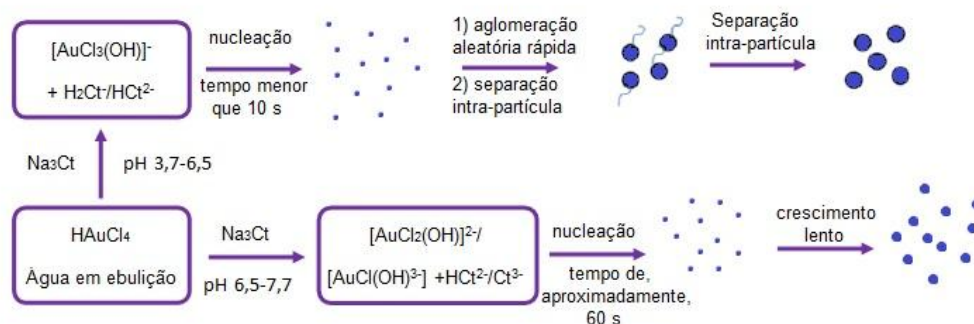 [AuCl₃(OH)]⁻
+ H₂Ct⁻/HCt²⁻
nucleação
tempo menor
que 10 s
1) aglomeração
aleatória rápida
2) separação
intra-partícula
Separação
intra-partícula
Na₃Ct
pH 3,7-6,5
HAuCl₄
Água em ebulição
Na₃Ct
pH 6,5-7,7
[AuCl₂(OH)]²⁻/
[AuCl(OH)³⁻] +HCt²⁻/Ct³⁻
nucleação
tempo de,
aproximadamente,
60 s
crescimento
lento